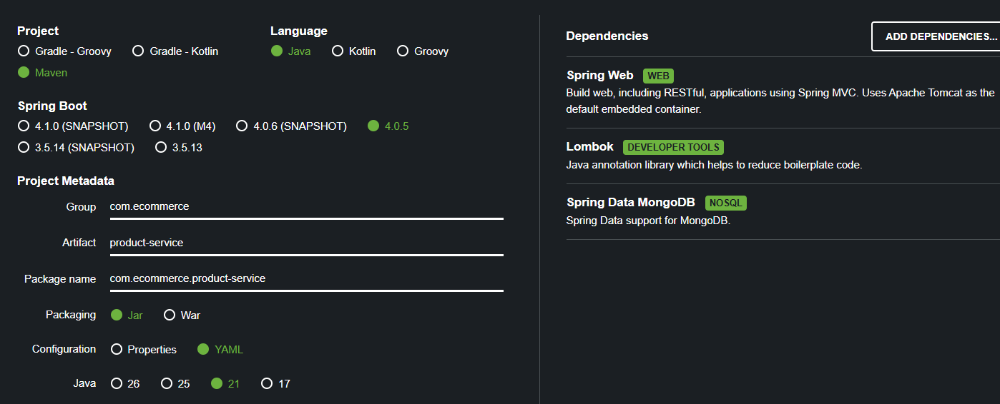 Project
Gradle - Groovy Gradle - Kotlin
Maven
Language
Java Kotlin Groovy
Spring Boot
4.1.0 (SNAPSHOT) 4.1.0 (M4) 4.0.6 (SNAPSHOT) 4.0.5
3.5.14 (SNAPSHOT) 3.5.13
Project Metadata
Group com.ecommerce
Artifact product-service
Package name com.ecommerce.product-service
Packaging Jar War
Configuration Properties YAML
Java 26 25 21 17
Dependencies ADD DEPENDENCIES...
Spring Web WEB
Build web, including RESTful, applications using Spring MVC. Uses Apache Tomcat as the
default embedded container.
Lombok DEVELOPER TOOLS
Java annotation library which helps to reduce boilerplate code.
Spring Data MongoDB NOSQL
Spring Data support for MongoDB.